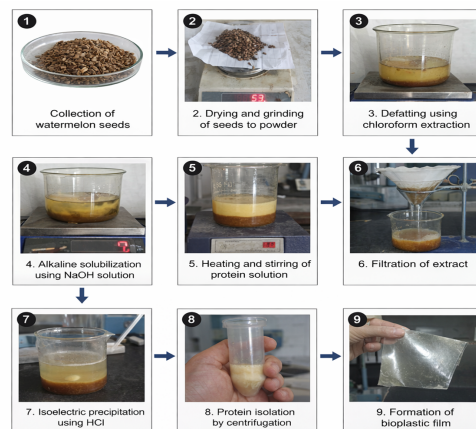 1
Collection of
watermelon seeds
2
53.
2. Drying and grinding
of seeds to powder
3
3. Defatting using
chloroform extraction
4
4. Alkaline solubilization
using NaOH solution
5
5. Heating and stirring of
protein solution
6
6. Filtration of extract
7
7. Isoelectric precipitation
using HCl
8
8. Protein isolation
by centrifugation
9
9. Formation of
bioplastic film